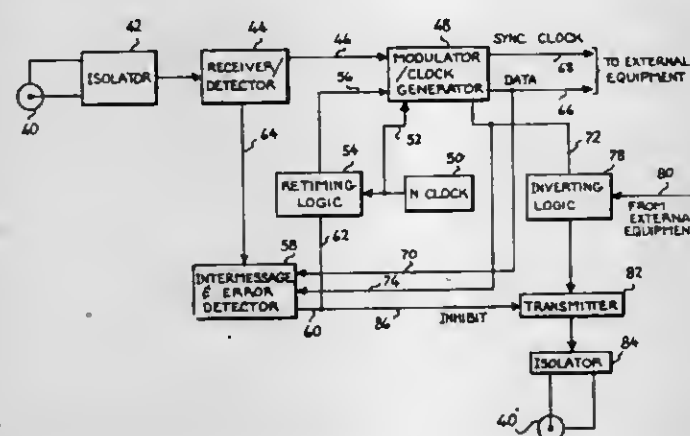 42
ISOLATOR
40
44
RECEIVER/
DETECTOR
46
56
48
MODULATOR
/CLOCK
GENERATOR
SYNC CLOCK
68
DATA
66
TO EXTERNAL
EQUIPMENT
64
52
54
RETIMING
LOGIC
50
N CLOCK
72
78
INVERTING
LOGIC
80
FROM
EXTERNAL
EQUIPMENT
62
58
INTERMESSAGE
& ERROR
DETECTOR
70
74
60
86
INHIBIT
82
TRANSMITTER
84
ISOLATOR
40'